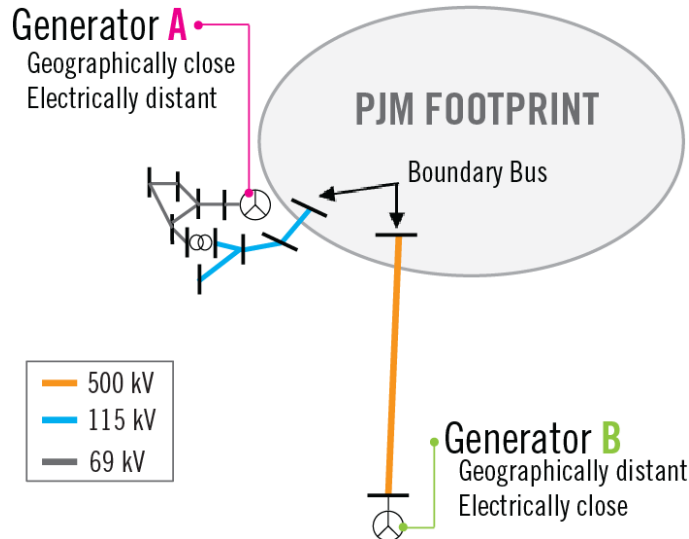 Generator A
Geographically close
Electrically distant
PJM FOOTPRINT
Boundary Bus
500 kV
115 kV
69 kV
Generator B
Geographically distant
Electrically close